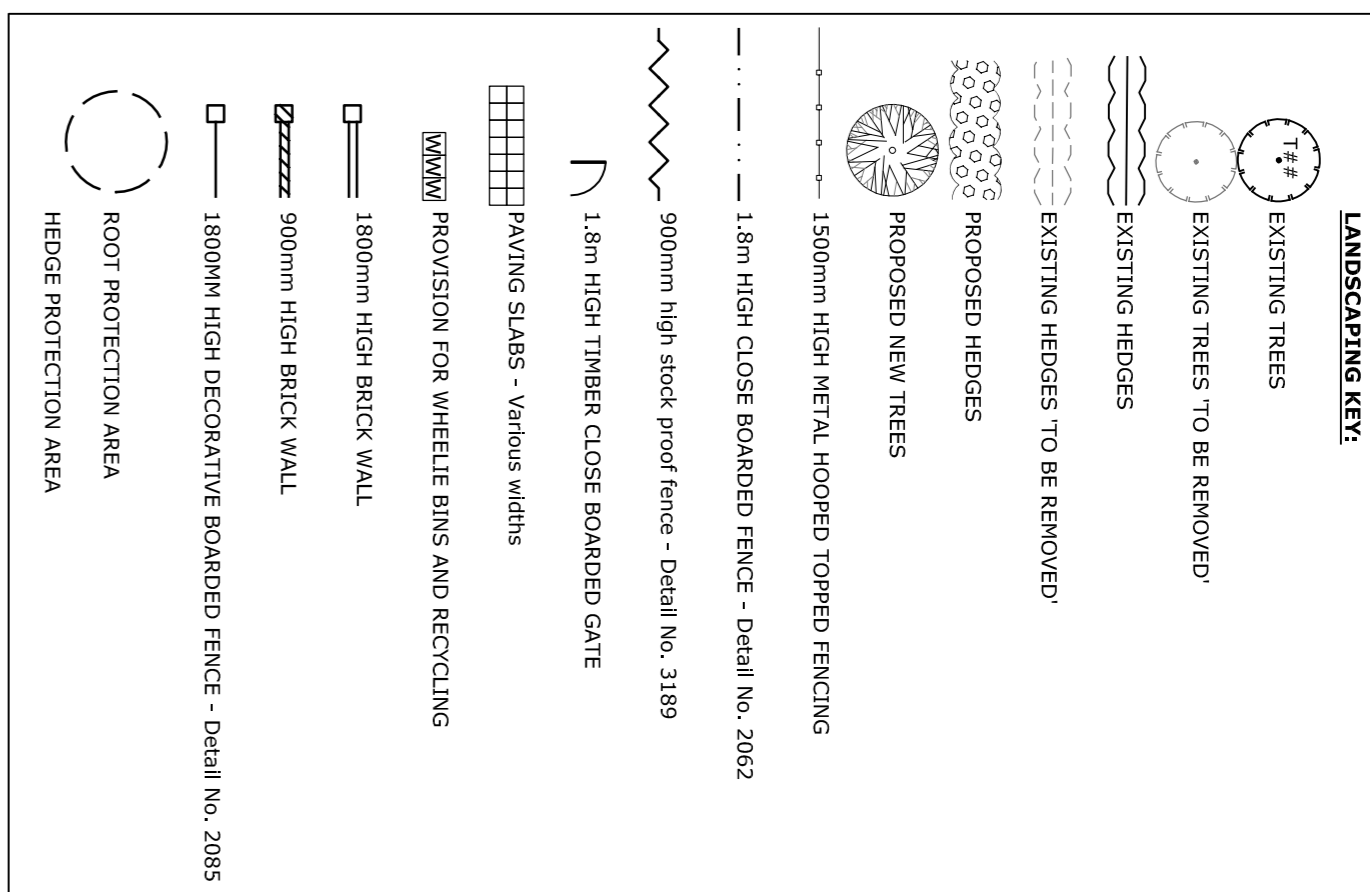 LANDSCAPING KEY:
T##
EXISTING TREES
EXISTING TREES 'TO BE REMOVED'
EXISTING HEDGES
EXISTING HEDGES 'TO BE REMOVED'
PROPOSED HEDGES
PROPOSED NEW TREES
1500mm HIGH METAL HOOPED TOPPED FENCING
1.8m HIGH CLOSE BOARDED FENCE - Detail No. 2062
900mm high stock proof fence - Detail No. 3189
1.8m HIGH TIMBER CLOSE BOARDED GATE
PAVING SLABS - Various widths
WWW
PROVISION FOR WHEELIE BINS AND RECYCLING
1800mm HIGH BRICK WALL
900mm HIGH BRICK WALL
1800MM HIGH DECORATIVE BOARDED FENCE - Detail No. 2085
ROOT PROTECTION AREA
HEDGE PROTECTION AREA